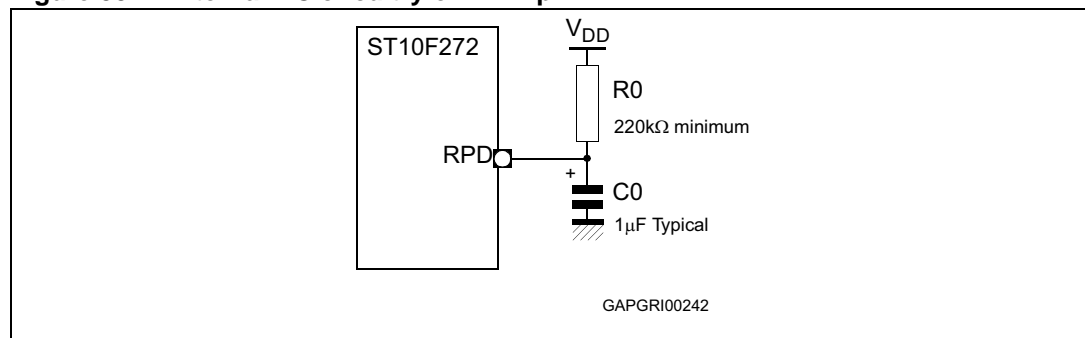 ST10F272
V_DD
R0
220kΩ minimum
RPD
+
C0
1µF Typical
GAPGRI00242